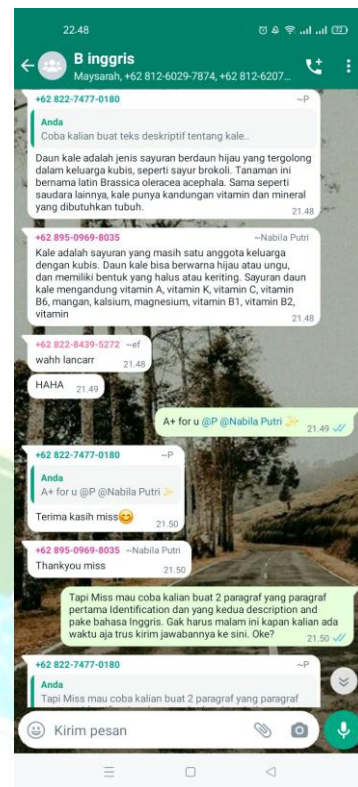 22.48
B inggris
Maysarah, +62 812-6029-7874, +62 812-6207...
+62 822-7477-0180 ~P
Anda
Coba kalian buat teks deskriptif tentang kale..
Daun kale adalah jenis sayuran berdaun hijau yang tergolong
dalam keluarga kubis, seperti sayur brokoli. Tanaman ini
bernama latin Brassica oleracea acephala. Sama seperti
saudara lainnya, kale punya kandungan vitamin dan mineral
yang dibutuhkan tubuh.
21.48
+62 895-0969-8035 ~Nabila Putri
Kale adalah sayuran yang masih satu anggota keluarga
dengan kubis. Daun kale bisa berwarna hijau atau ungu,
dan memiliki bentuk yang halus atau keriting. Sayuran daun
kale mengandung vitamin A, vitamin K, vitamin C, vitamin
B6, mangan, kalsium, magnesium, vitamin B1, vitamin B2,
vitamin
21.48
+62 822-8439-5272 ~ef
wahh lancarr 21.48
HAHA 21.49
A+ for u @P @Nabila Putri ✨ 21.49
+62 822-7477-0180 ~P
Anda
A+ for u @P @Nabila Putri ✨
Terima kasih miss😊 21.50
+62 895-0969-8035 ~Nabila Putri
Thankyou miss 21.50
Tapi Miss mau coba kalian buat 2 paragraf yang paragraf
pertama Identification dan yang kedua description and
pake bahasa Inggris. Gak harus malam ini kapan kalian ada
waktu aja trus kirim jawabannya ke sini. Oke?
21.50
+62 822-7477-0180 ~P
Anda
Tapi Miss mau coba kalian buat 2 paragraf yang paragraf
Kirim pesan